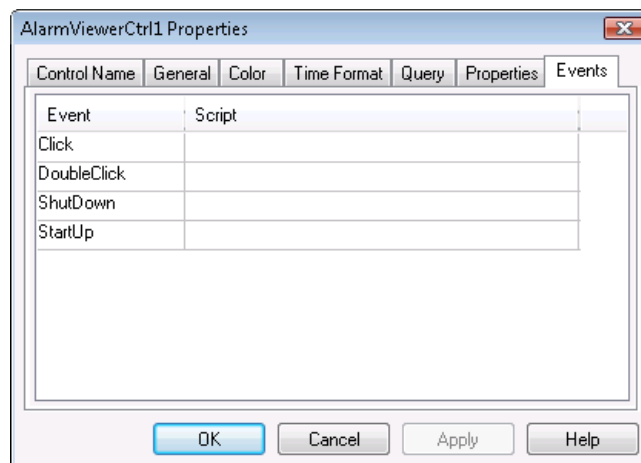 AlarmViewerCtrl1 Properties
Control Name General Color Time Format Query Properties Events
Event Script
Click
DoubleClick
ShutDown
StartUp
OK Cancel Apply Help